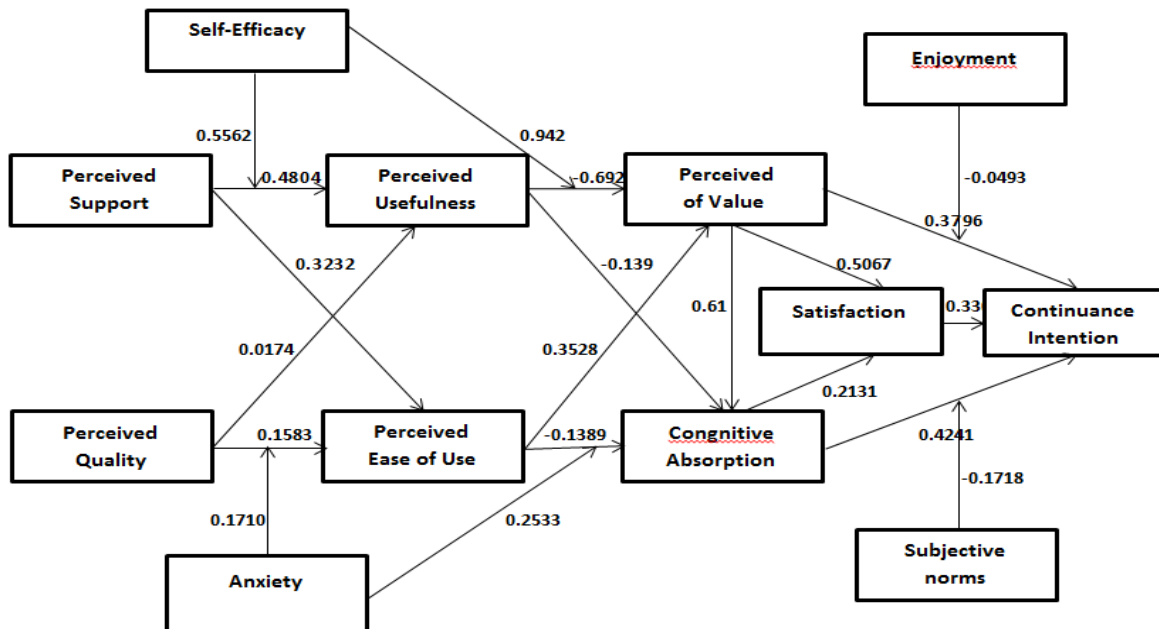 Self-Efficacy
Enjoyment
0.5562
0.942
Perceived
Support
0.4804
Perceived
Usefulness
-0.692
Perceived
of Value
-0.0493
0.3796
0.3232
-0.139
0.5067
0.61
Satisfaction
0.33
Continuance
Intention
0.0174
0.3528
0.2131
Perceived
Quality
0.1583
Perceived
Ease of Use
-0.1389
Congnitive
Absorption
0.4241
-0.1718
0.1710
0.2533
Anxiety
Subjective
norms